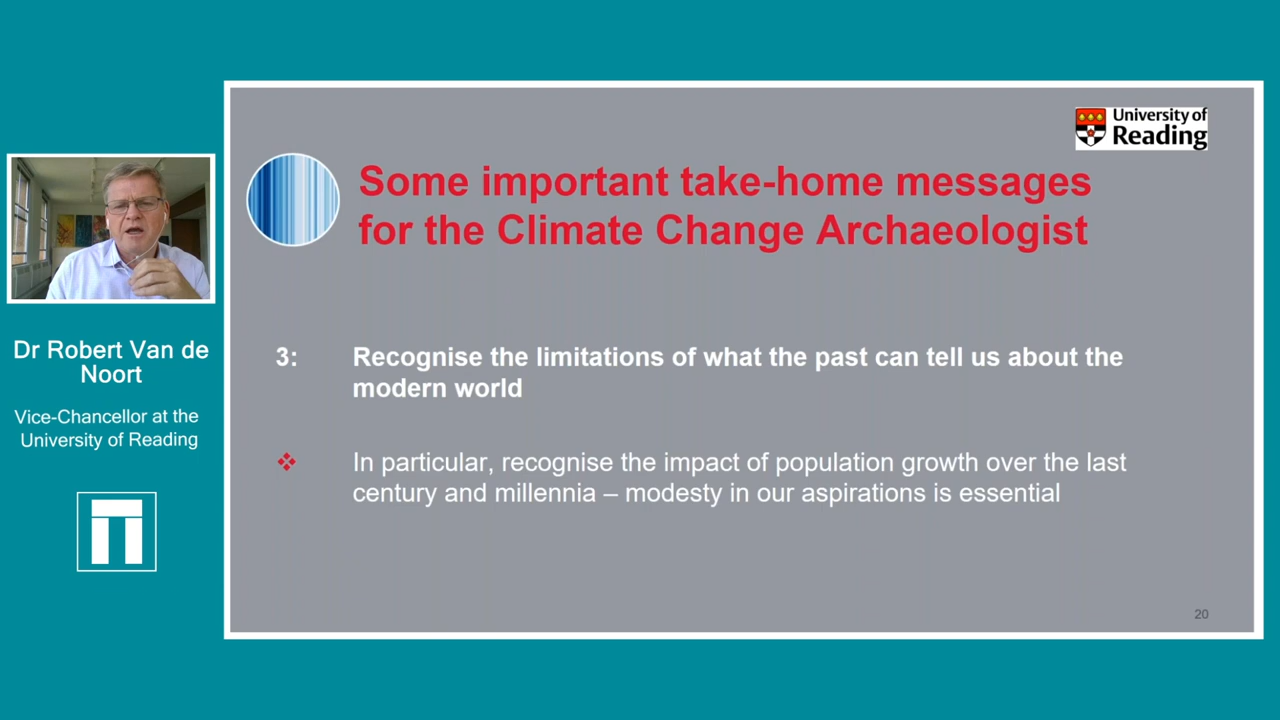 University of
Reading
Some important take-home messages
for the Climate Change Archaeologist
Dr Robert Van de
Noort
Vice-Chancellor at the
University of Reading
3: Recognise the limitations of what the past can tell us about the
modern world
In particular, recognise the impact of population growth over the last
century and millennia – modesty in our aspirations is essential
20